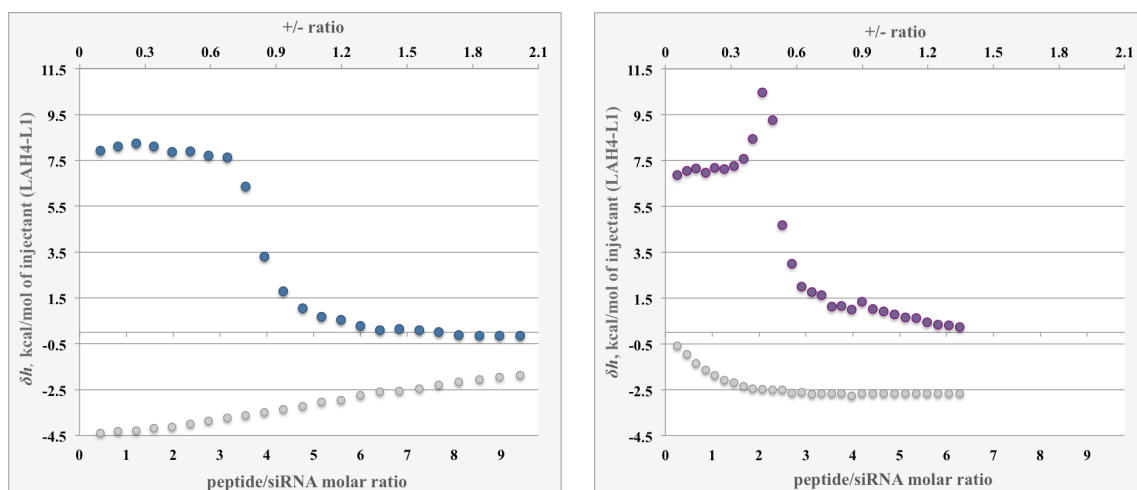 +/- ratio
0 0.3 0.6 0.9 1.2 1.5 1.8 2.1
11.5
9.5
7.5
5.5
3.5
1.5
-0.5
-2.5
-4.5
δh, kcal/mol of injectant (LAH4-L1)
0 1 2 3 4 5 6 7 8 9
peptide/siRNA molar ratio
+/- ratio
0 0.3 0.6 0.9 1.2 1.5 1.8 2.1
11.5
9.5
7.5
5.5
3.5
1.5
-0.5
-2.5
-4.5
δh, kcal/mol of injectant (LAH4-L1)
0 1 2 3 4 5 6 7 8 9
peptide/siRNA molar ratio